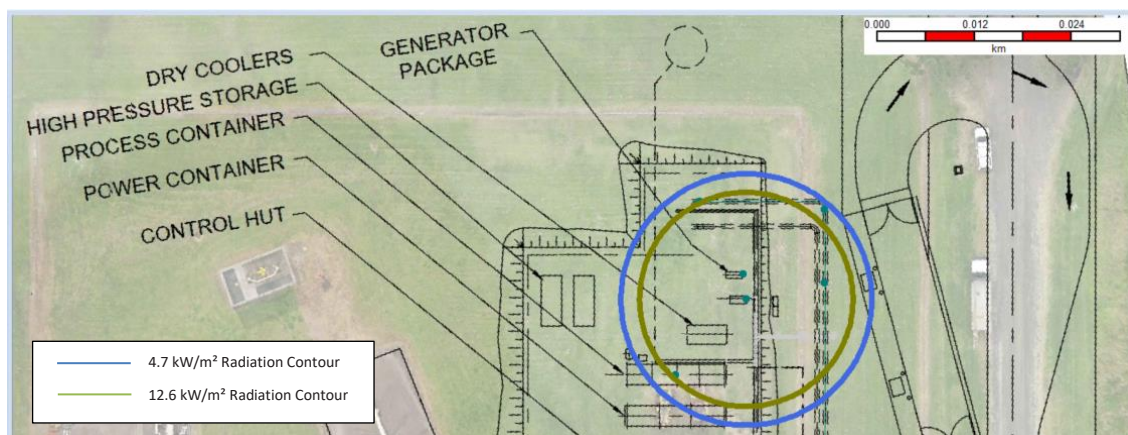 0.000 0.012 0.024
km
GENERATOR
PACKAGE
DRY COOLERS
HIGH PRESSURE STORAGE
PROCESS CONTAINER
POWER CONTAINER
CONTROL HUT
4.7 kW/m² Radiation Contour
12.6 kW/m² Radiation Contour